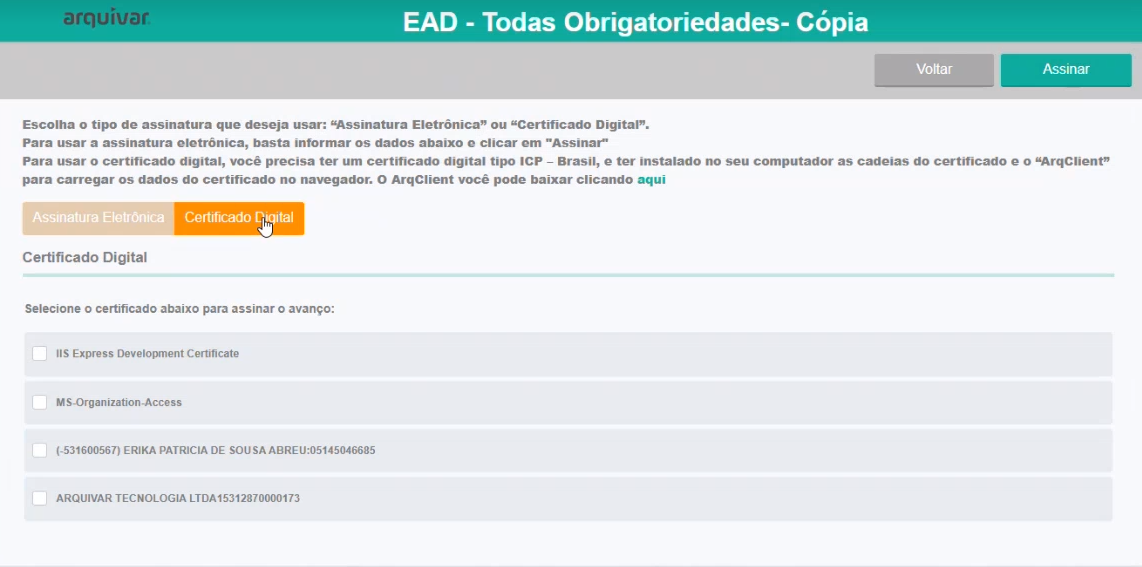 arquivar
EAD - Todas Obrigatoriedades- Cópia
Voltar
Assinar
Escolha o tipo de assinatura que deseja usar: “Assinatura Eletrônica” ou “Certificado Digital”.
Para usar a assinatura eletrônica, basta informar os dados abaixo e clicar em "Assinar"
Para usar o certificado digital, você precisa ter um certificado digital tipo ICP – Brasil, e ter instalado no seu computador as cadeias do certificado e o “ArqClient”
para carregar os dados do certificado no navegador. O ArqClient você pode baixar clicando aqui
Assinatura Eletrônica
Certificado Digital
Certificado Digital
Selecione o certificado abaixo para assinar o avanço:
IIS Express Development Certificate
MS-Organization-Access
(-531600567) ERIKA PATRICIA DE SOUSA ABREU:05145046685
ARQUIVAR TECNOLOGIA LTDA15312870000173